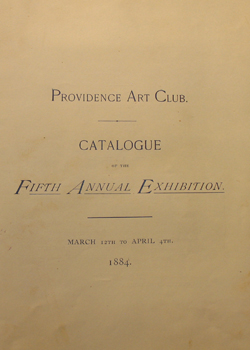 PROVIDENCE ART CLUB.
CATALOGUE
OF THE
FIFTH ANNUAL EXHIBITION.
MARCH 12TH TO APRIL 4TH.
1884.